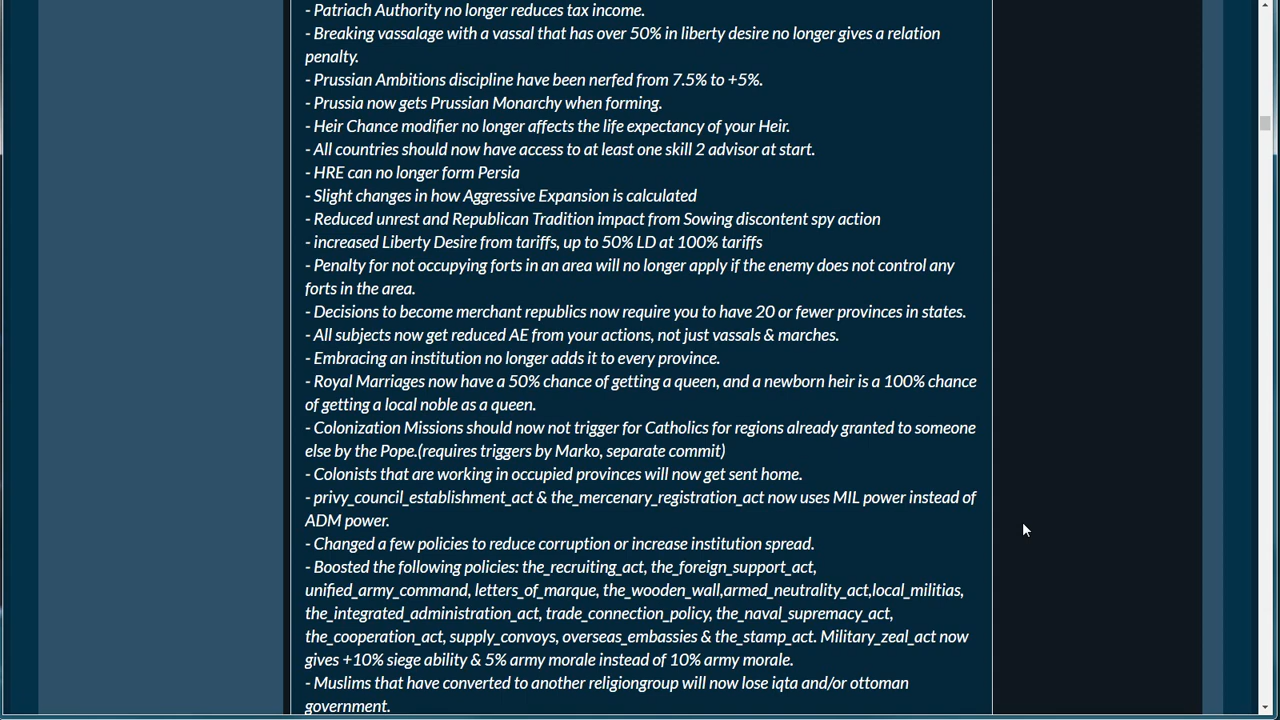 - Patriach Authority no longer reduces tax income.
- Breaking vassalage with a vassal that has over 50% in liberty desire no longer gives a relation
penalty.
- Prussian Ambitions discipline have been nerfed from 7.5% to +5%.
- Prussia now gets Prussian Monarchy when forming.
- Heir Chance modifier no longer affects the life expectancy of your Heir.
- All countries should now have access to at least one skill 2 advisor at start.
- HRE can no longer form Persia
- Slight changes in how Aggressive Expansion is calculated
- Reduced unrest and Republican Tradition impact from Sowing discontent spy action
- increased Liberty Desire from tariffs, up to 50% LD at 100% tariffs
- Penalty for not occupying forts in an area will no longer apply if the enemy does not control any
forts in the area.
- Decisions to become merchant republics now require you to have 20 or fewer provinces in states.
- All subjects now get reduced AE from your actions, not just vassals & marches.
- Embracing an institution no longer adds it to every province.
- Royal Marriages now have a 50% chance of getting a queen, and a newborn heir is a 100% chance
of getting a local noble as a queen.
- Colonization Missions should now not trigger for Catholics for regions already granted to someone
else by the Pope.(requires triggers by Marko, separate commit)
- Colonists that are working in occupied provinces will now get sent home.
- privy_council_establishment_act & the_mercenary_registration_act now uses MIL power instead of
ADM power.
- Changed a few policies to reduce corruption or increase institution spread.
- Boosted the following policies: the_recruiting_act, the_foreign_support_act,
unified_army_command, letters_of_marque, the_wooden_wall,armed_neutrality_act,local_militias,
the_integrated_administration_act, trade_connection_policy, the_naval_supremacy_act,
the_cooperation_act, supply_convoys, overseas_embassies & the_stamp_act. Military_zeal_act now
gives +10% siege ability & 5% army morale instead of 10% army morale.
- Muslims that have converted to another religiongroup will now lose iqta and/or ottoman
government.